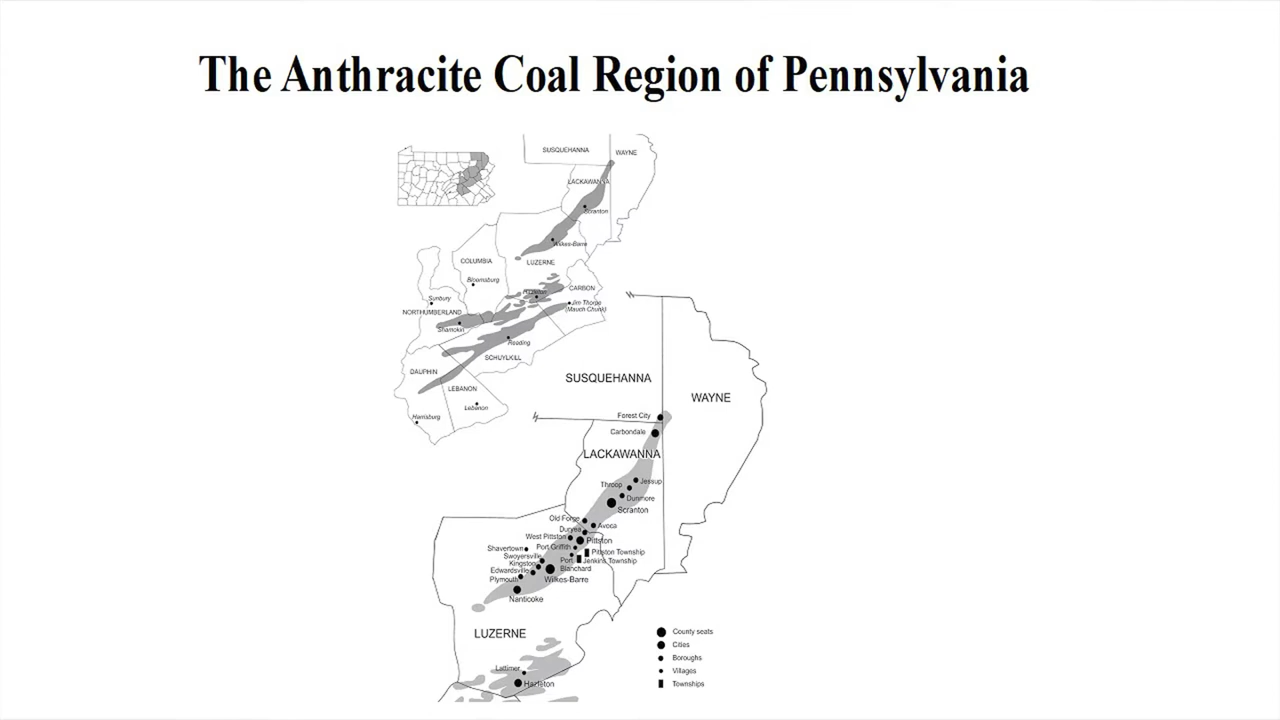 The Anthracite Coal Region of Pennsylvania
SUSQUEHANNA
WAYNE
LACKAWANNA
Scranton
Wilkes-Barre
COLUMBIA
LUZERNE
Bloomsburg
CARBON
Hazleton
Sunbury
Jim Thorpe
(Mauch Chunk)
NORTHUMBERLAND
Shamokin
Reading
SCHUYLKILL
DAUPHIN
LEBANON
Lebanon
Harrisburg
SUSQUEHANNA
WAYNE
Forest City
Carbondale
LACKAWANNA
Jessup
Throop
Dunmore
Scranton
Old Forge
Avoca
Duryea
West Pittston
Pittston
Port Griffith
Shavertown
Pittston Township
Swoyersville
Port
Blanchard
Jenkins Township
Kingston
Edwardsville
Plymouth
Wilkes-Barre
Nanticoke
LUZERNE
Lattimer
Hazleton
County seats
Cities
Boroughs
Villages
Townships